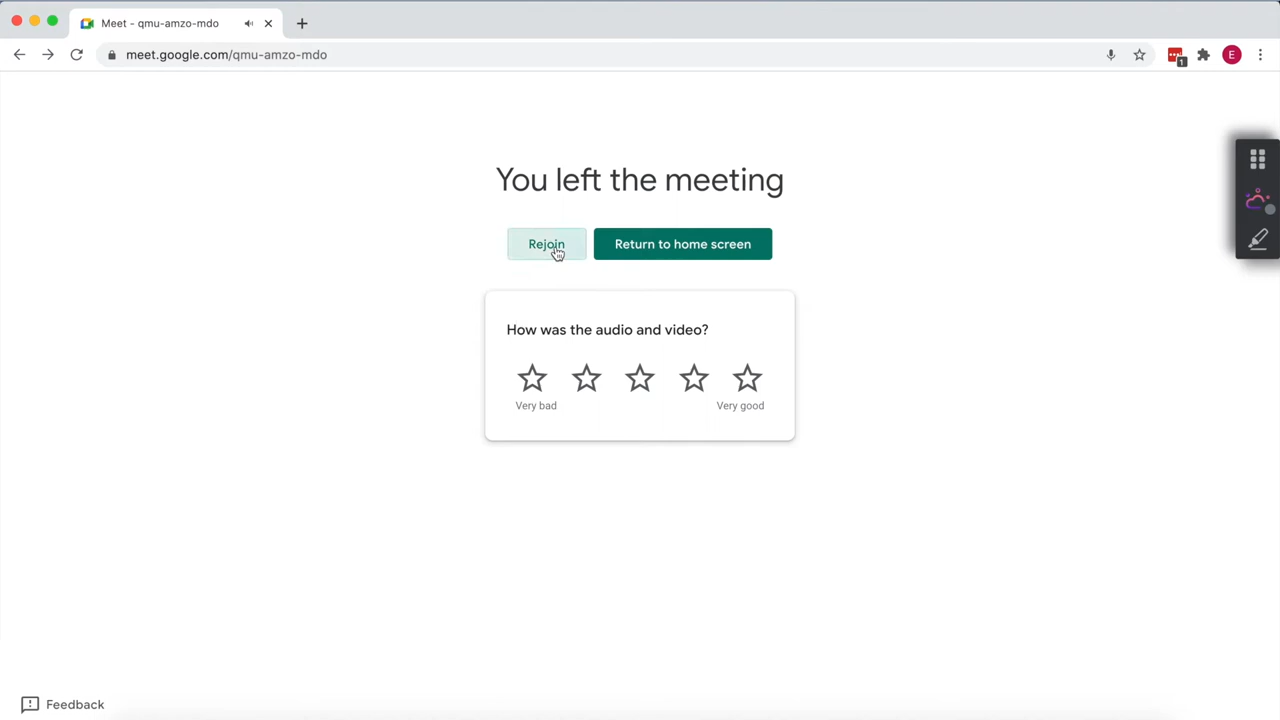 Meet - qmu-amzo-mdo
meet.google.com/qmu-amzo-mdo
1
E
You left the meeting
Rejoin
Return to home screen
How was the audio and video?
Very bad
Very good
Feedback